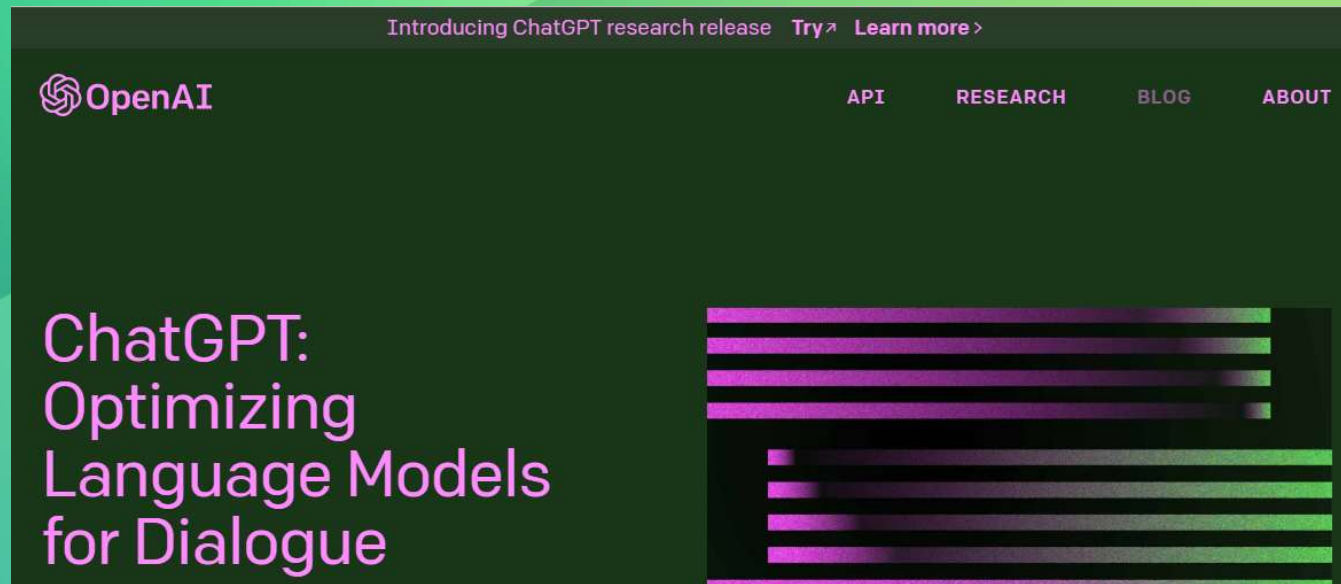 Introducing ChatGPT research release Try↗ Learn more >
OpenAI
API RESEARCH BLOG ABOUT
ChatGPT:
Optimizing
Language Models
for Dialogue